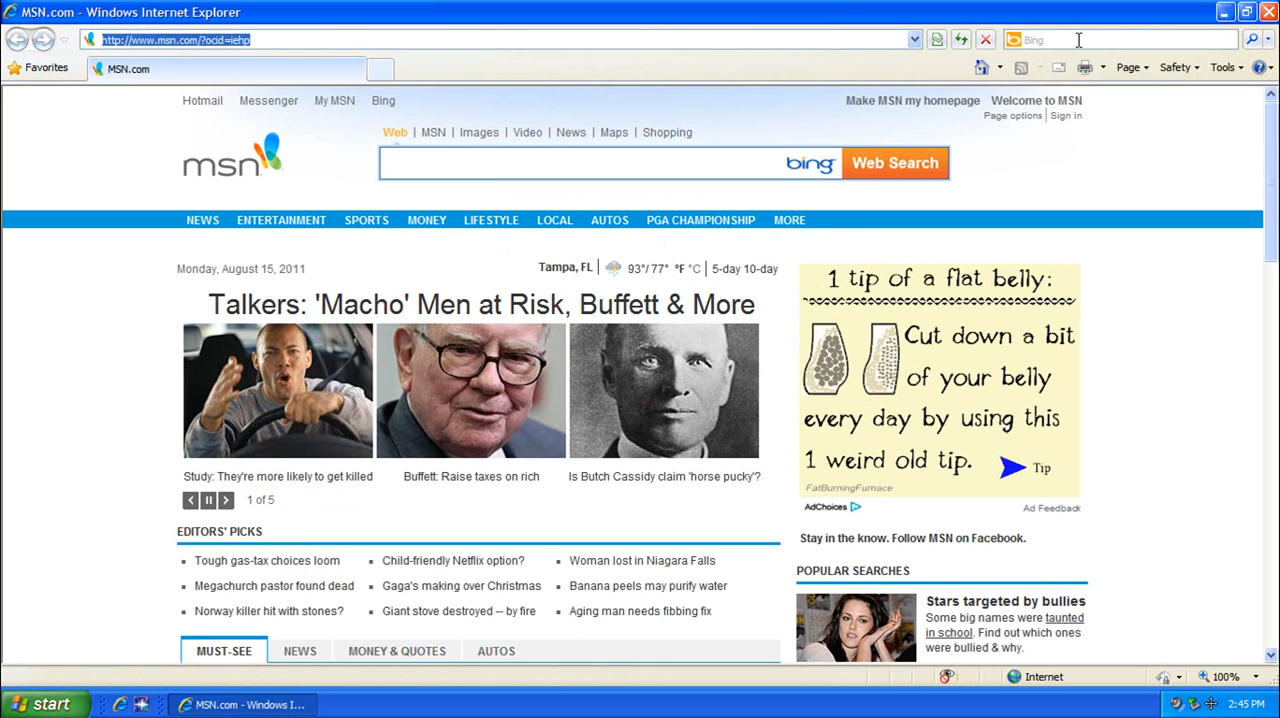 MSN.com - Windows Internet Explorer
http://www.msn.com/?ocid=iehp
Bing
Favorites
MSN.com
Page
Safety
Tools
Hotmail Messenger My MSN Bing
Make MSN my homepage Welcome to MSN
Page options | Sign in
msn
Web | MSN | Images | Video | News | Maps | Shopping
bing
Web Search
NEWS ENTERTAINMENT SPORTS MONEY LIFESTYLE LOCAL AUTOS PGA CHAMPIONSHIP MORE
Monday, August 15, 2011
Tampa, FL | 93°/ 77° °F °C | 5-day 10-day
Talkers: 'Macho' Men at Risk, Buffett & More
Study: They're more likely to get killed
Buffett: Raise taxes on rich
Is Butch Cassidy claim 'horse pucky'?
1 of 5
1 tip of a flat belly:
Cut down a bit
of your belly
every day by using this
1 weird old tip.
Tip
FatBurningFurnace
AdChoices
Ad Feedback
EDITORS' PICKS
Tough gas-tax choices loom
Child-friendly Netflix option?
Woman lost in Niagara Falls
Megachurch pastor found dead
Gaga's making over Christmas
Banana peels may purify water
Norway killer hit with stones?
Giant stove destroyed -- by fire
Aging man needs fibbing fix
Stay in the know. Follow MSN on Facebook.
POPULAR SEARCHES
Stars targeted by bullies
Some big names were taunted
in school. Find out which ones
were bullied & why.
MUST-SEE NEWS MONEY & QUOTES AUTOS
Internet
100%
start
MSN.com - Windows I...
2:45 PM